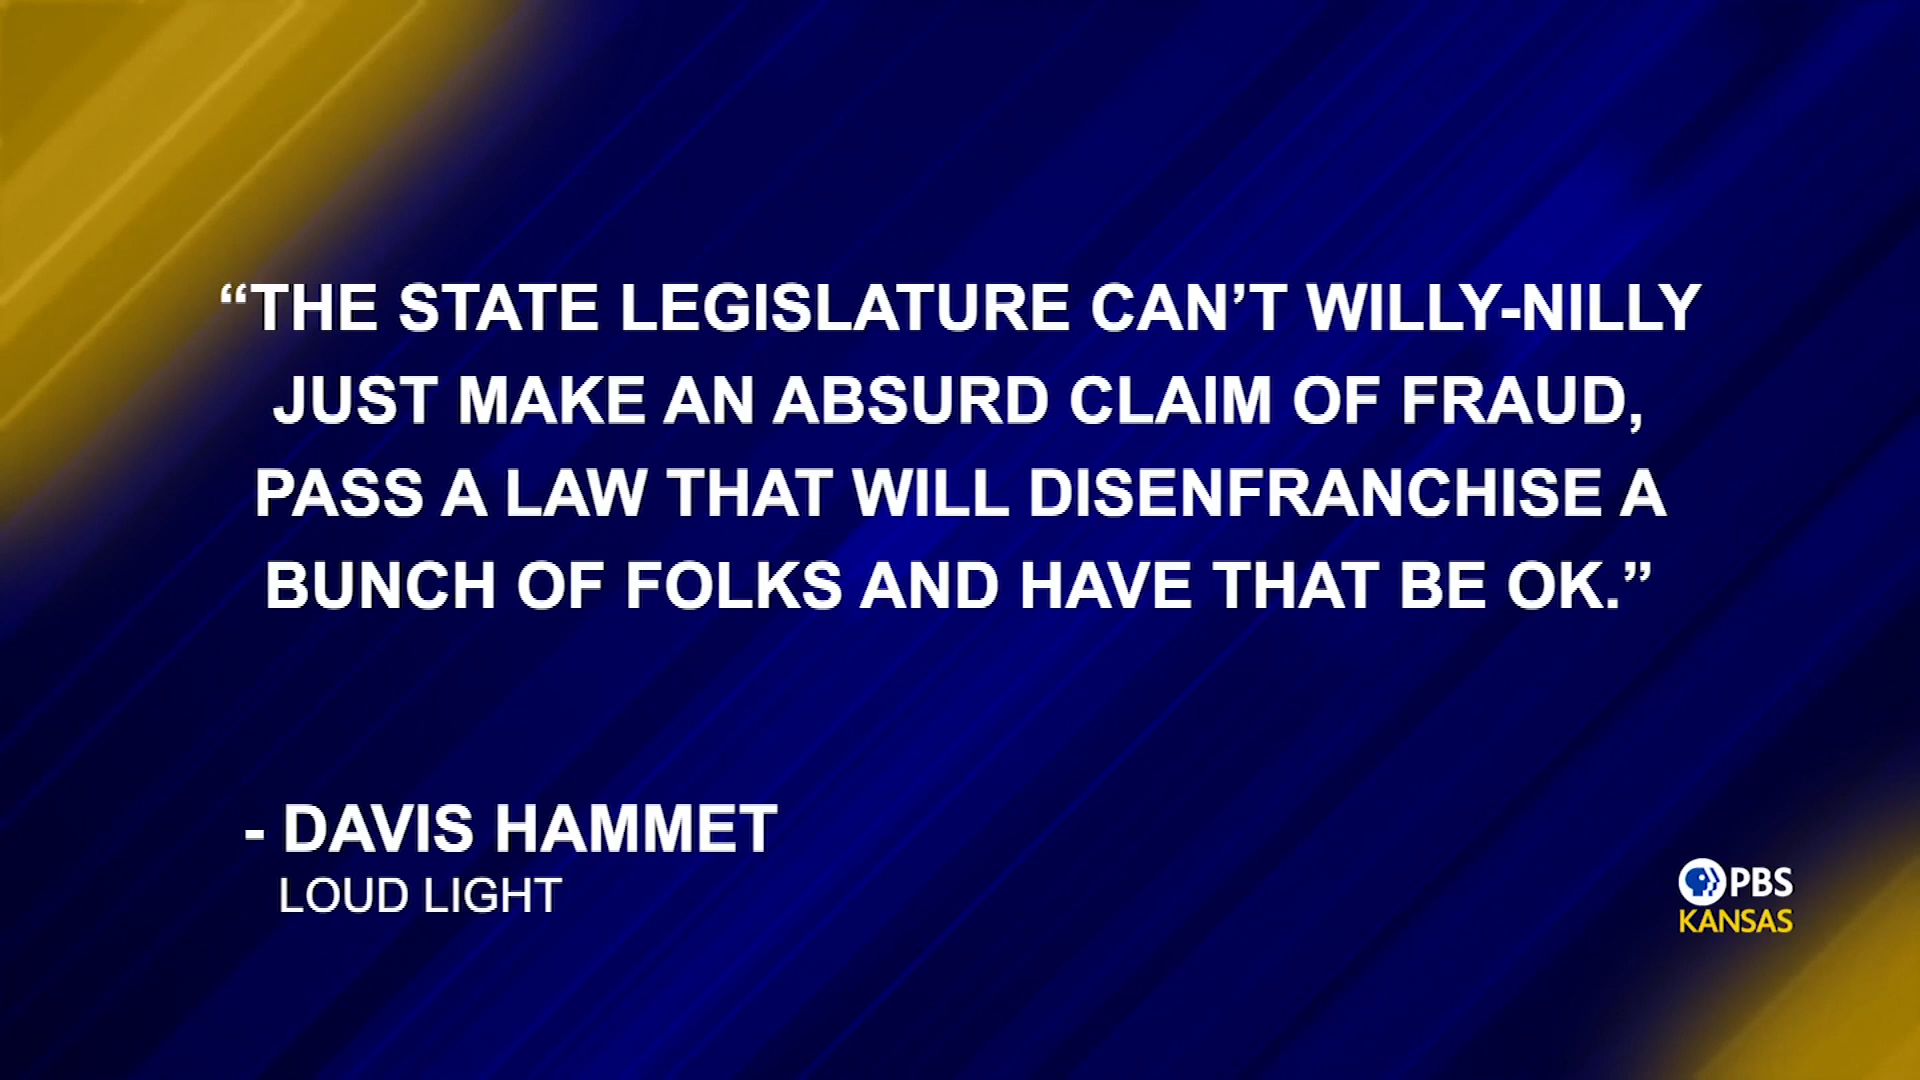 “THE STATE LEGISLATURE CAN’T WILLY-NILLY
JUST MAKE AN ABSURD CLAIM OF FRAUD,
PASS A LAW THAT WILL DISENFRANCHISE A
BUNCH OF FOLKS AND HAVE THAT BE OK.”
- DAVIS HAMMET
LOUD LIGHT
PBS
KANSAS